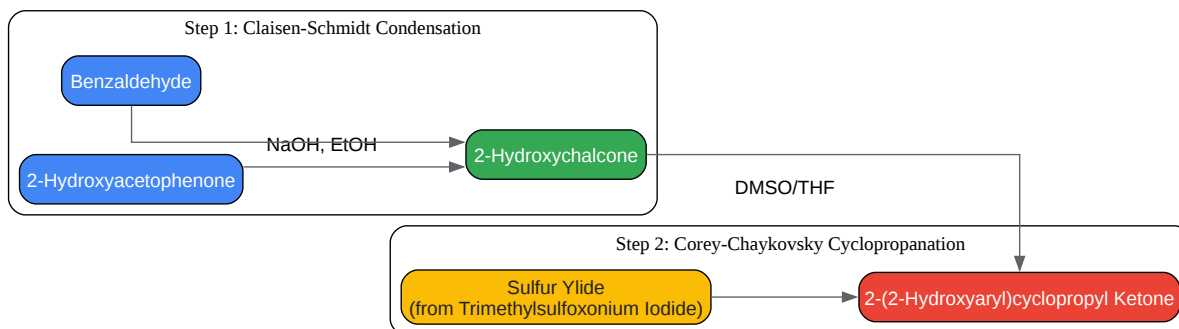 Step 1: Claisen-Schmidt Condensation
Benzaldehyde
NaOH, EtOH
2-Hydroxyacetophenone
2-Hydroxychalcone
DMSO/THF
Step 2: Corey-Chaykovsky Cyclopropanation
Sulfur Ylide
(from Trimethylsulfoxonium Iodide)
2-(2-Hydroxyaryl)cyclopropyl Ketone